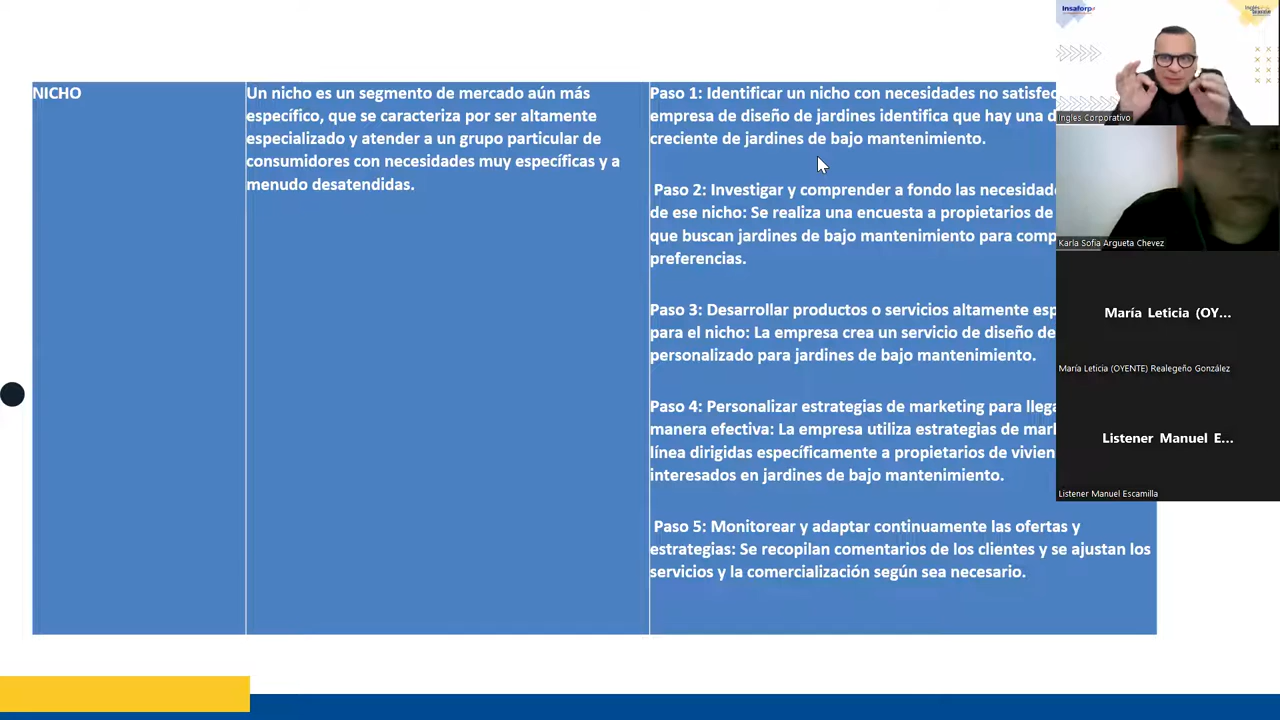 NICHO
Un nicho es un segmento de mercado aún más
específico, que se caracteriza por ser altamente
especializado y atender a un grupo particular de
consumidores con necesidades muy específicas y a
menudo desatendidas.
Paso 1: Identificar un nicho con necesidades no
empresa de diseño de jardines identifica que hay una
creciente de jardines de bajo mantenimiento.
Paso 2: Investigar y comprender a fondo las
de ese nicho: Se realiza una encuesta a propietarios de
que buscan jardines de bajo mantenimiento para
preferencias.
Paso 3: Desarrollar productos o servicios altamente
para el nicho: La empresa crea un servicio de diseño de
personalizado para jardines de bajo mantenimiento.
Paso 4: Personalizar estrategias de marketing para
manera efectiva: La empresa utiliza estrategias de
línea dirigidas específicamente a propietarios de
interesados en jardines de bajo mantenimiento.
Paso 5: Monitorear y adaptar continuamente las ofertas y
estrategias: Se recopilan comentarios de los clientes y se ajustan los
servicios y la comercialización según sea necesario.
Insaforp
Ingles Corporativo
Karla Sofia Argueta Chevez
María Leticia (OY...
María Leticia (OYENTE) Realegeño González
Listener Manuel E...
Listener Manuel Escamilla